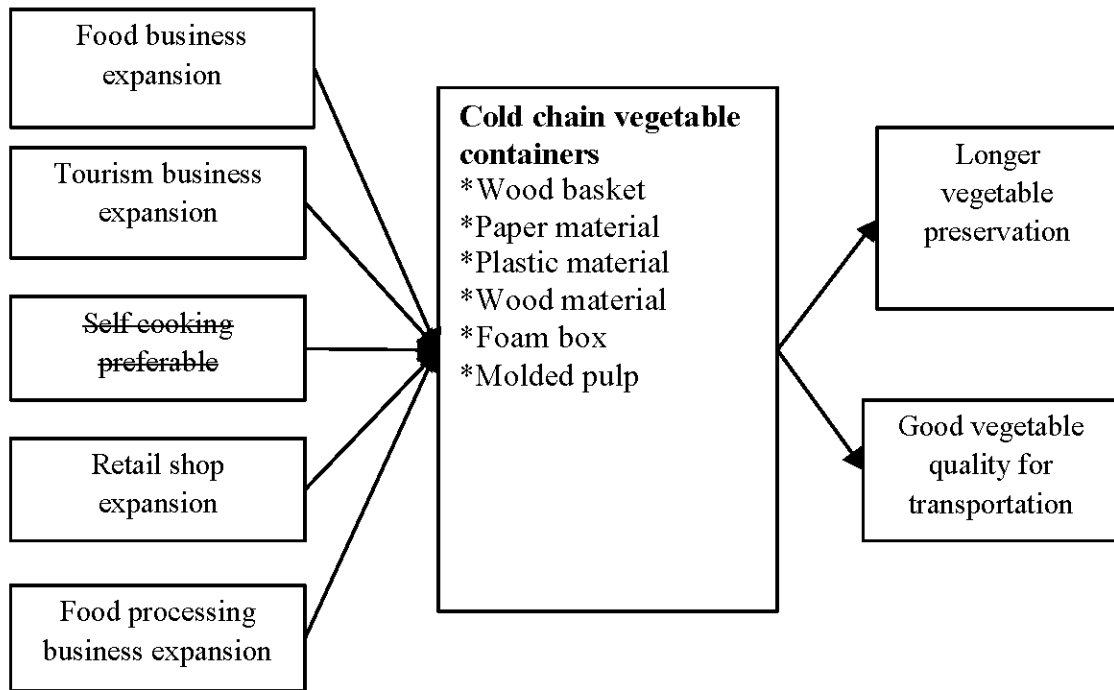 Food business
expansion
Tourism business
expansion
Self cooking
preferable
Retail shop
expansion
Food processing
business expansion
Cold chain vegetable
containers
*Wood basket
*Paper material
*Plastic material
*Wood material
*Foam box
*Molded pulp
Longer
vegetable
preservation
Good vegetable
quality for
transportation